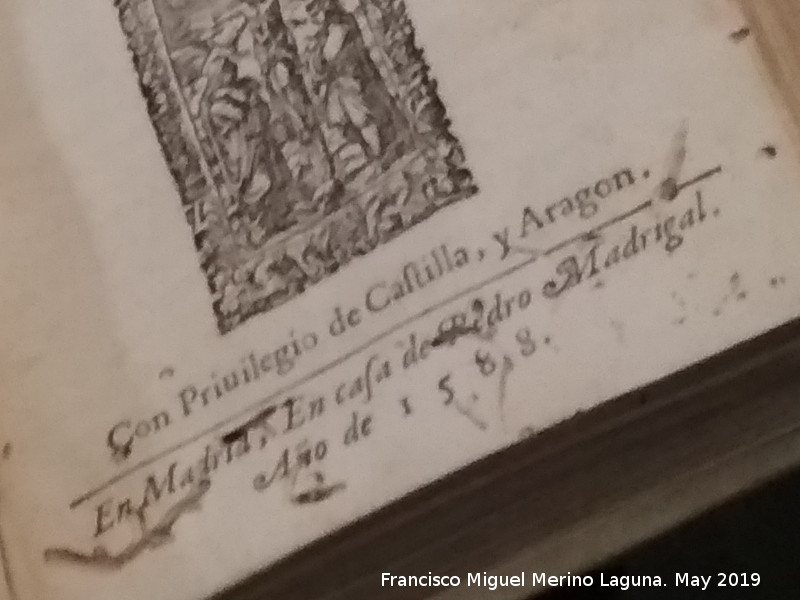 Con Priuilegio de Caſtilla, y Aragon.
En Madrid, En caſa de Pedro Madrigal.
Año de 1588.
Francisco Miguel Merino Laguna. May 2019